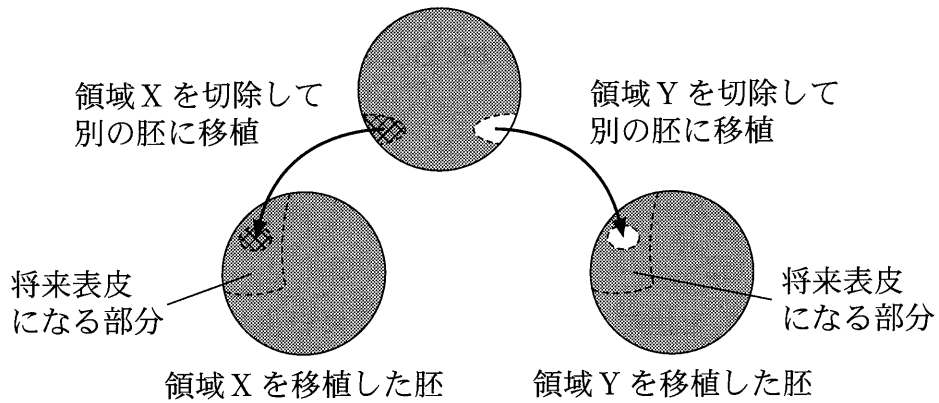 領域Xを切除して
別の胚に移植
領域Yを切除して
別の胚に移植
将来表皮
になる部分
将来表皮
になる部分
領域Xを移植した胚
領域Yを移植した胚